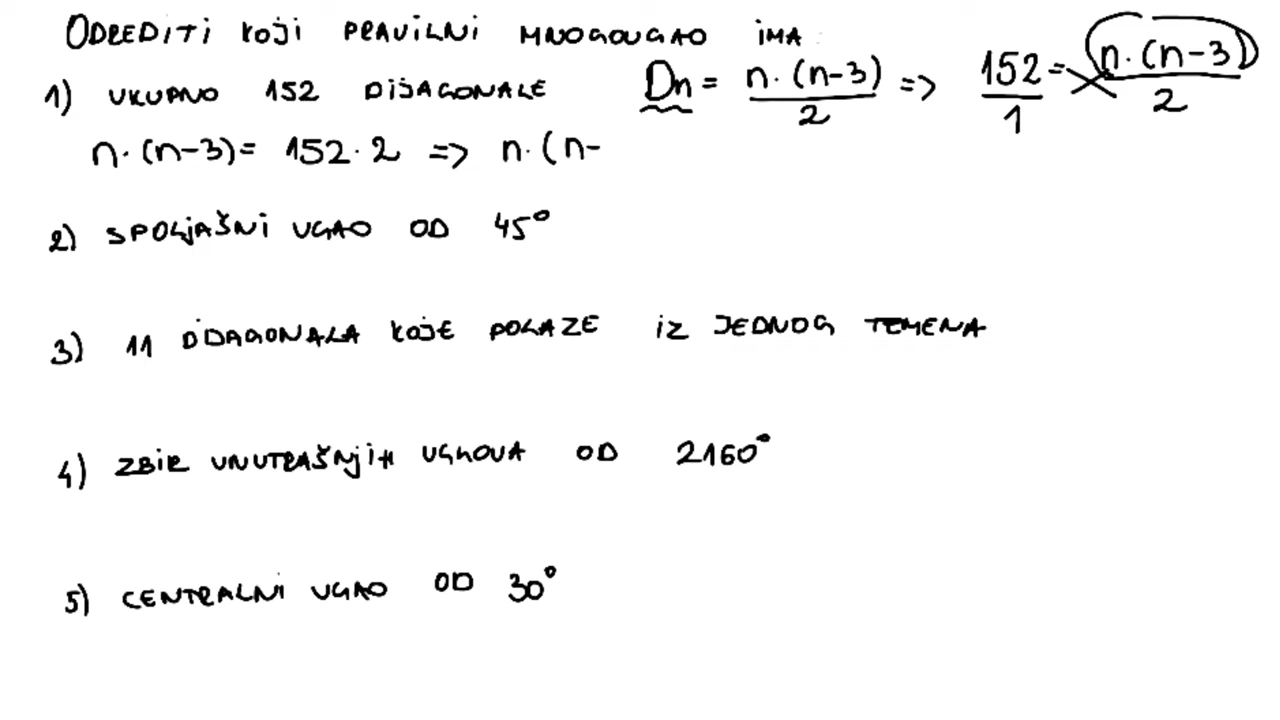 ODREDITI KOJI PRAVILNI MNOGOUGAO IMA:
1) UKUPNO 152 DIJAGONALE Dn = n·(n-3)/2 => 152/1 = n·(n-3)/2
n·(n-3)= 152·2 => n·(n-
2) SPOLJAŠNI UGAO OD 45°
3) 11 DIJAGONALA KOJE POLAZE IZ JEDNOG TEMENA
4) ZBIR UNUTRAŠNJIH UGLOVA OD 2160°
5) CENTRALNI UGAO OD 30°